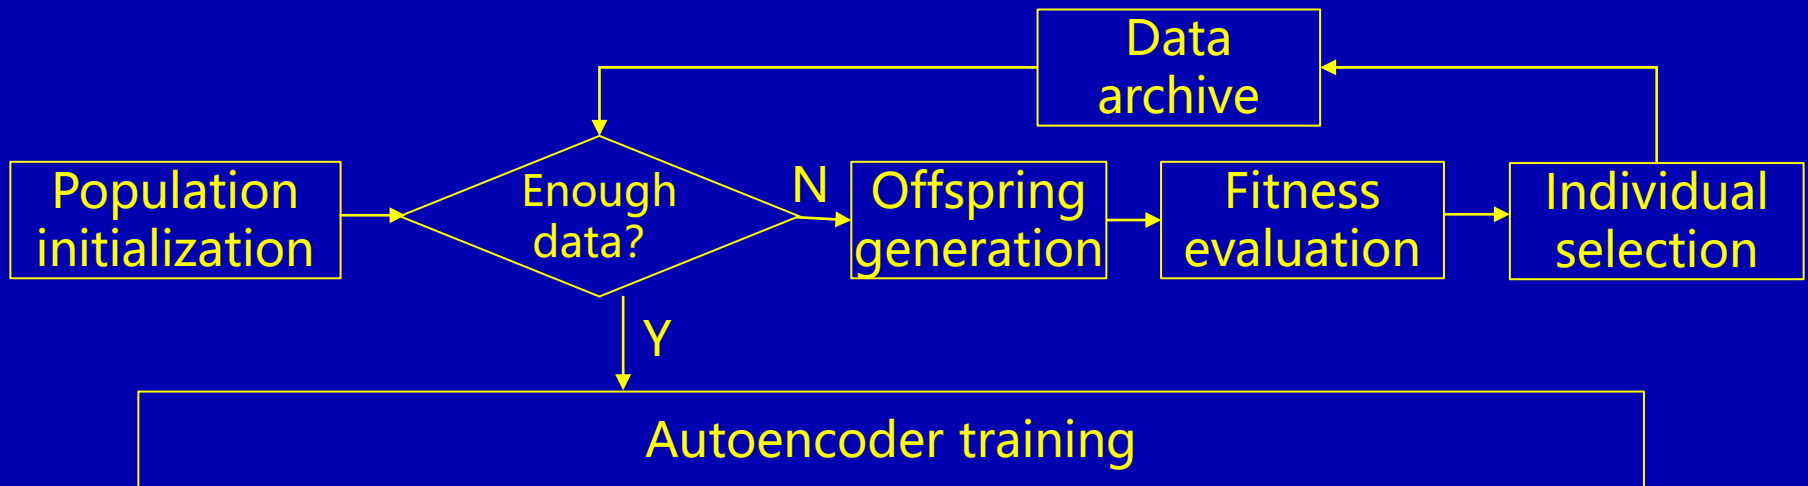 Data
archive
Population
initialization
Enough
data?
N
Offspring
generation
Fitness
evaluation
Individual
selection
Y
Autoencoder training